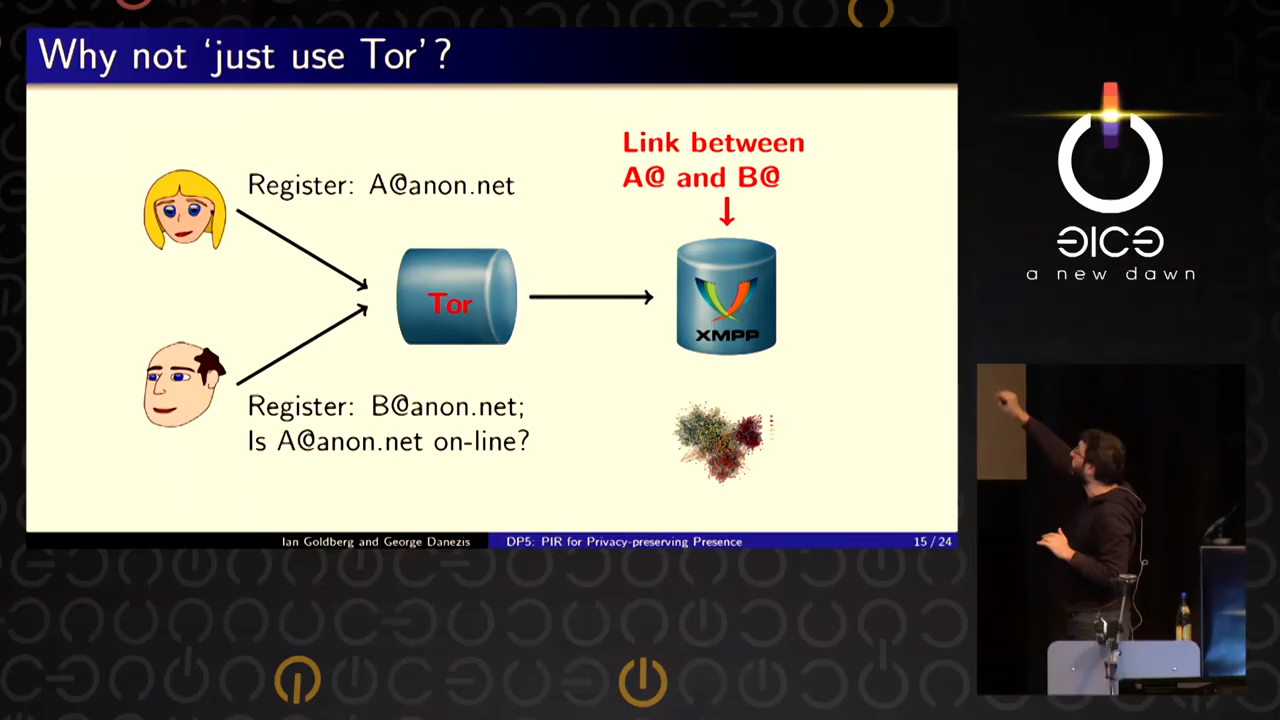 Why not ‘just use Tor’?
Register: A@anon.net
Link between
A@ and B@
Tor
XMPP
Register: B@anon.net;
Is A@anon.net on-line?
Ian Goldberg and George Danezis
DP5: PIR for Privacy-preserving Presence
15 / 24
a new dawn